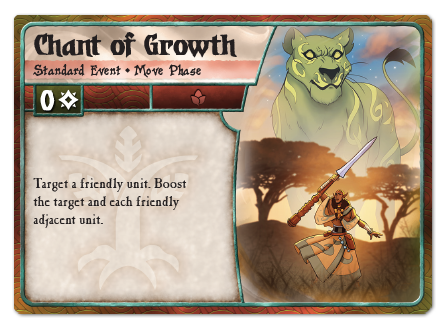 Chant of Growth
Standard Event • Move Phase
0
Target a friendly unit. Boost
the target and each friendly
adjacent unit.